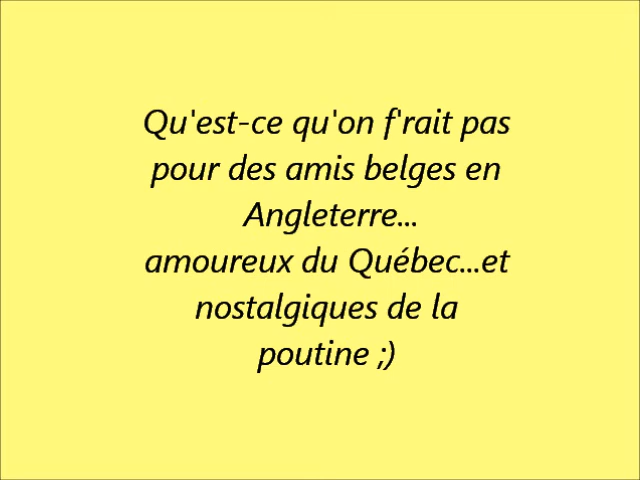 Qu'est-ce qu'on f'rait pas
pour des amis belges en
Angleterre...
amoureux du Québec...et
nostalgiques de la
poutine ;)